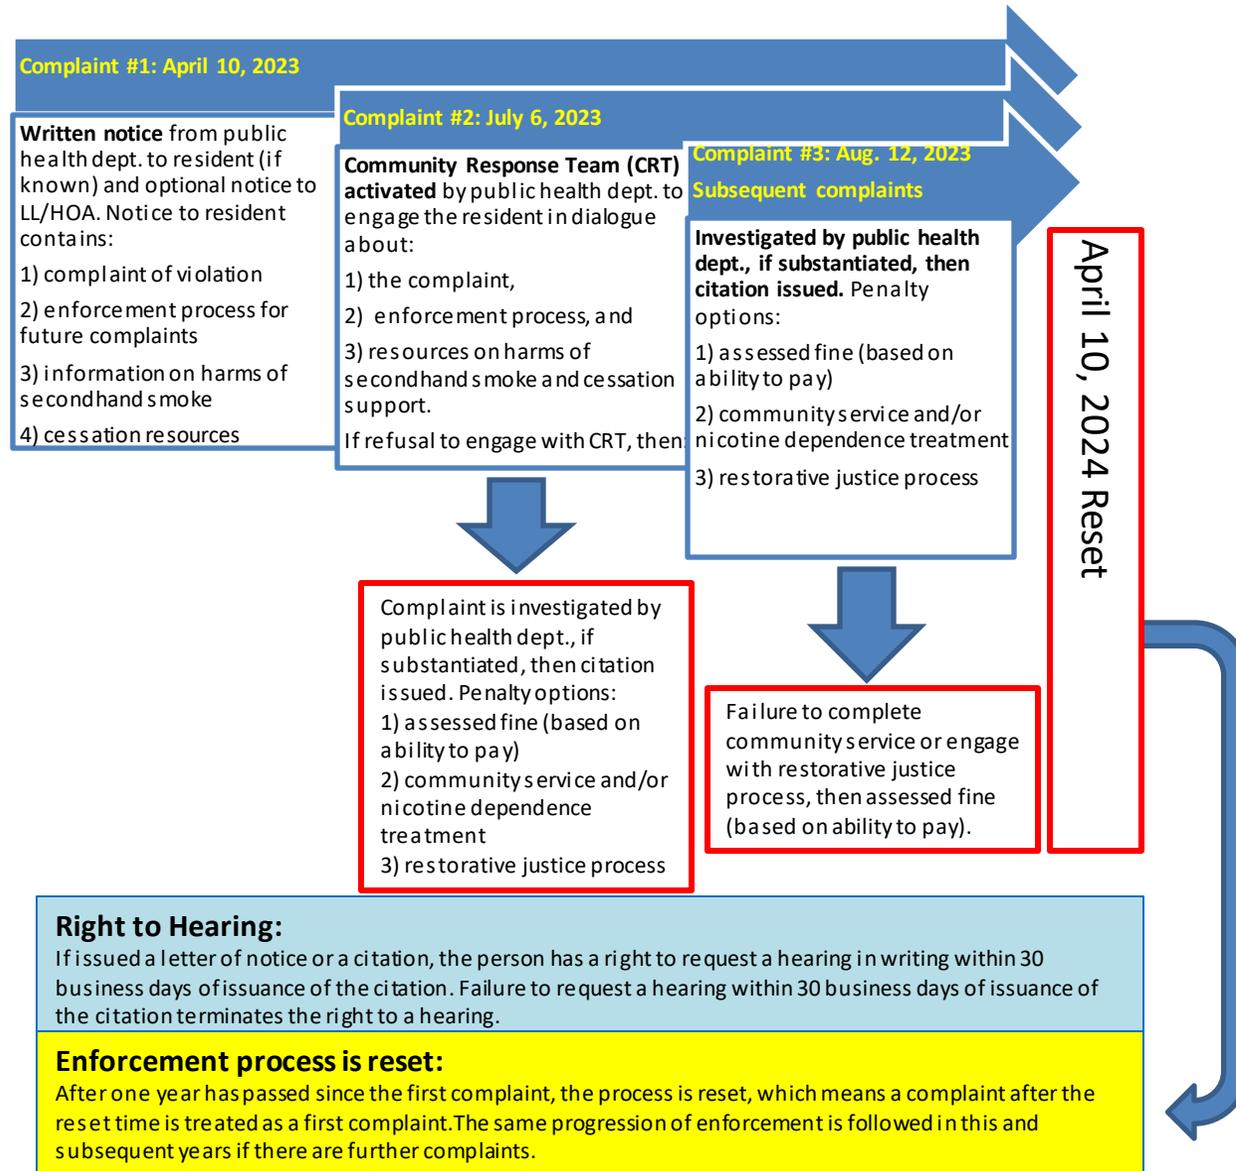 Complaint #1: April 10, 2023
Written notice from public
health dept. to resident (if
known) and optional notice to
LL/HOA. Notice to resident
contains:
1) complaint of violation
2) enforcement process for
future complaints
3) information on harms of
secondhand smoke
4) cessation resources
Complaint #2: July 6, 2023
Community Response Team (CRT)
activated by public health dept. to
engage the resident in dialogue
about:
1) the complaint,
2) enforcement process, and
3) resources on harms of
secondhand smoke and cessation
support.
If refusal to engage with CRT, then:
Complaint is investigated by
public health dept., if
substantiated, then citation
issued. Penalty options:
1) assessed fine (based on
ability to pay)
2) community service and/or
nicotine dependence
treatment
3) restorative justice process
Complaint #3: Aug. 12, 2023
Subsequent complaints
Investigated by public health
dept., if substantiated, then
citation issued. Penalty
options:
1) assessed fine (based on
ability to pay)
2) community service and/or
nicotine dependence treatment
3) restorative justice process
Failure to complete
community service or engage
with restorative justice
process, then assessed fine
(based on ability to pay).
April 10, 2024 Reset
Right to Hearing:
If issued a letter of notice or a citation, the person has a right to request a hearing in writing within 30
business days of issuance of the citation. Failure to request a hearing within 30 business days of issuance of
the citation terminates the right to a hearing.
Enforcement process is reset:
After one year has passed since the first complaint, the process is reset, which means a complaint after the
reset time is treated as a first complaint.The same progression of enforcement is followed in this and
subsequent years if there are further complaints.